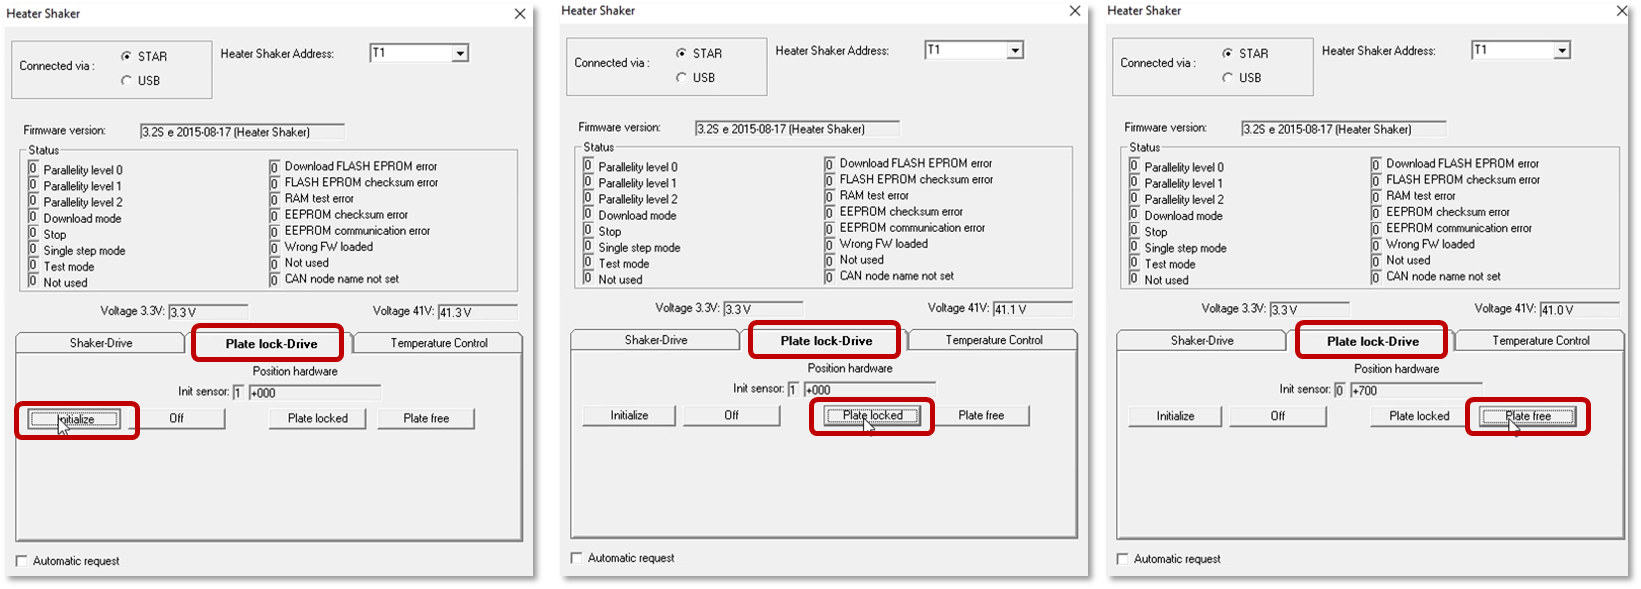 Heater Shaker
Connected via :
STAR
USB
Heater Shaker Address:
T1
Firmware version:
3.2S e 2015-08-17 (Heater Shaker)
Status
0 Parallelity level 0
0 Parallelity level 1
0 Parallelity level 2
0 Download mode
0 Stop
0 Single step mode
0 Test mode
0 Not used
0 Download FLASH EPROM error
0 FLASH EPROM checksum error
0 RAM test error
0 EEPROM checksum error
0 EEPROM communication error
0 Wrong FW loaded
0 Not used
0 CAN node name not set
Voltage 3.3V: 3.3 V
Voltage 41V: 41.3 V
Shaker-Drive
Plate lock-Drive
Temperature Control
Position hardware
Init sensor: 1 +000
Initialize
Off
Plate locked
Plate free
Automatic request
Heater Shaker
Connected via :
STAR
USB
Heater Shaker Address:
T1
Firmware version:
3.2S e 2015-08-17 (Heater Shaker)
Status
0 Parallelity level 0
0 Parallelity level 1
0 Parallelity level 2
0 Download mode
0 Stop
0 Single step mode
0 Test mode
0 Not used
0 Download FLASH EPROM error
0 FLASH EPROM checksum error
0 RAM test error
0 EEPROM checksum error
0 EEPROM communication error
0 Wrong FW loaded
0 Not used
0 CAN node name not set
Voltage 3.3V: 3.3 V
Voltage 41V: 41.1 V
Shaker-Drive
Plate lock-Drive
Temperature Control
Position hardware
Init sensor: 1 +000
Initialize
Off
Plate locked
Plate free
Automatic request
Heater Shaker
Connected via :
STAR
USB
Heater Shaker Address:
T1
Firmware version:
3.2S e 2015-08-17 (Heater Shaker)
Status
0 Parallelity level 0
0 Parallelity level 1
0 Parallelity level 2
0 Download mode
0 Stop
0 Single step mode
0 Test mode
0 Not used
0 Download FLASH EPROM error
0 FLASH EPROM checksum error
0 RAM test error
0 EEPROM checksum error
0 EEPROM communication error
0 Wrong FW loaded
0 Not used
0 CAN node name not set
Voltage 3.3V: 3.3 V
Voltage 41V: 41.0 V
Shaker-Drive
Plate lock-Drive
Temperature Control
Position hardware
Init sensor: 0 +700
Initialize
Off
Plate locked
Plate free
Automatic request